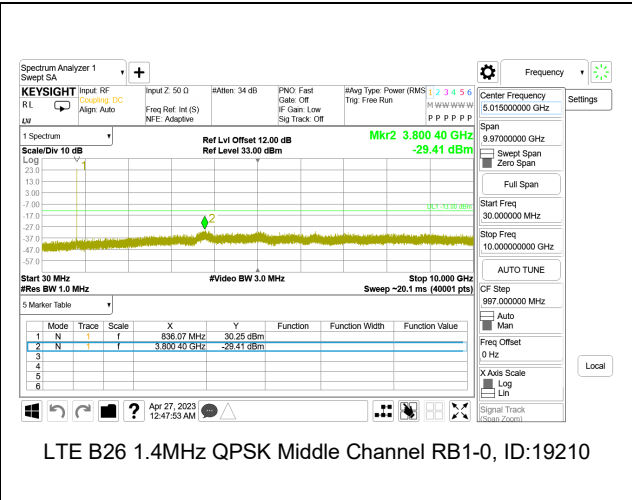 Spectrum Analyzer 1
Swept SA
Frequency
Settings
KEYSIGHT
RL
Input: RF
Coupling: DC
Align: Auto
Input Z: 50 Ω
Freq Ref: Int (S)
NFE: Adaptive
#Atten: 34 dB
PNO: Fast
Gate: Off
IF Gain: Low
Sig Track: Off
#Avg Type: Power (RMS
Trig: Free Run
1 2 3 4 5 6
M W W W W W
P P P P P P
1 Spectrum
Scale/Div 10 dB
Log
Ref Lvl Offset 12.00 dB
Ref Level 33.00 dBm
Mkr2 3.800 40 GHz
-29.41 dBm
23.0
13.0
3.00
-7.00
-17.0
-27.0
-37.0
-47.0
-57.0
1
2
DL1 -13.00 dBm
Start 30 MHz
#Res BW 1.0 MHz
#Video BW 3.0 MHz
Stop 10.000 GHz
Sweep ~20.1 ms (40001 pts)
5 Marker Table
Mode Trace Scale X Y Function Function Width Function Value
1 N 1 f 836.07 MHz 30.25 dBm
2 N 1 f 3.800 40 GHz -29.41 dBm
3
4
5
6
Apr 27, 2023
12:47:53 AM
Center Frequency
5.015000000 GHz
Span
9.97000000 GHz
Swept Span
Zero Span
Full Span
Start Freq
30.000000 MHz
Stop Freq
10.000000000 GHz
AUTO TUNE
CF Step
997.000000 MHz
Auto
Man
Freq Offset
0 Hz
X Axis Scale
Log
Lin
Signal Track
(Span Zoom)
Local
LTE B26 1.4MHz QPSK Middle Channel RB1-0, ID:19210